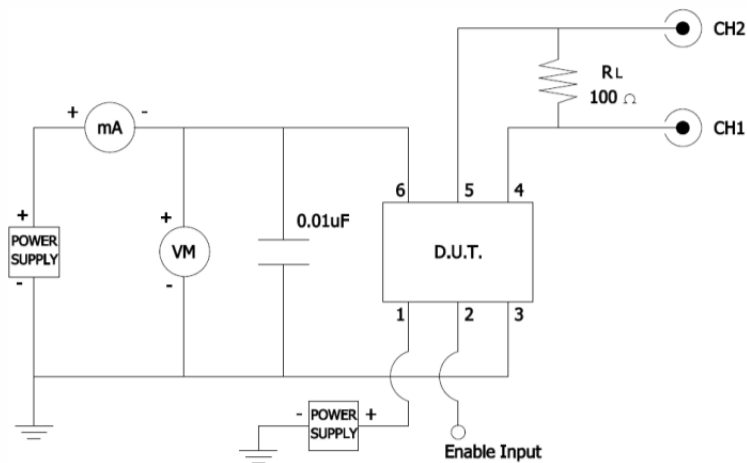 CH2
RL
100 Ω
CH1
+ mA -
6 5 4
+
POWER
SUPPLY
-
+
VM
-
0.01uF
D.U.T.
1 2 3
- POWER
SUPPLY +
Enable Input